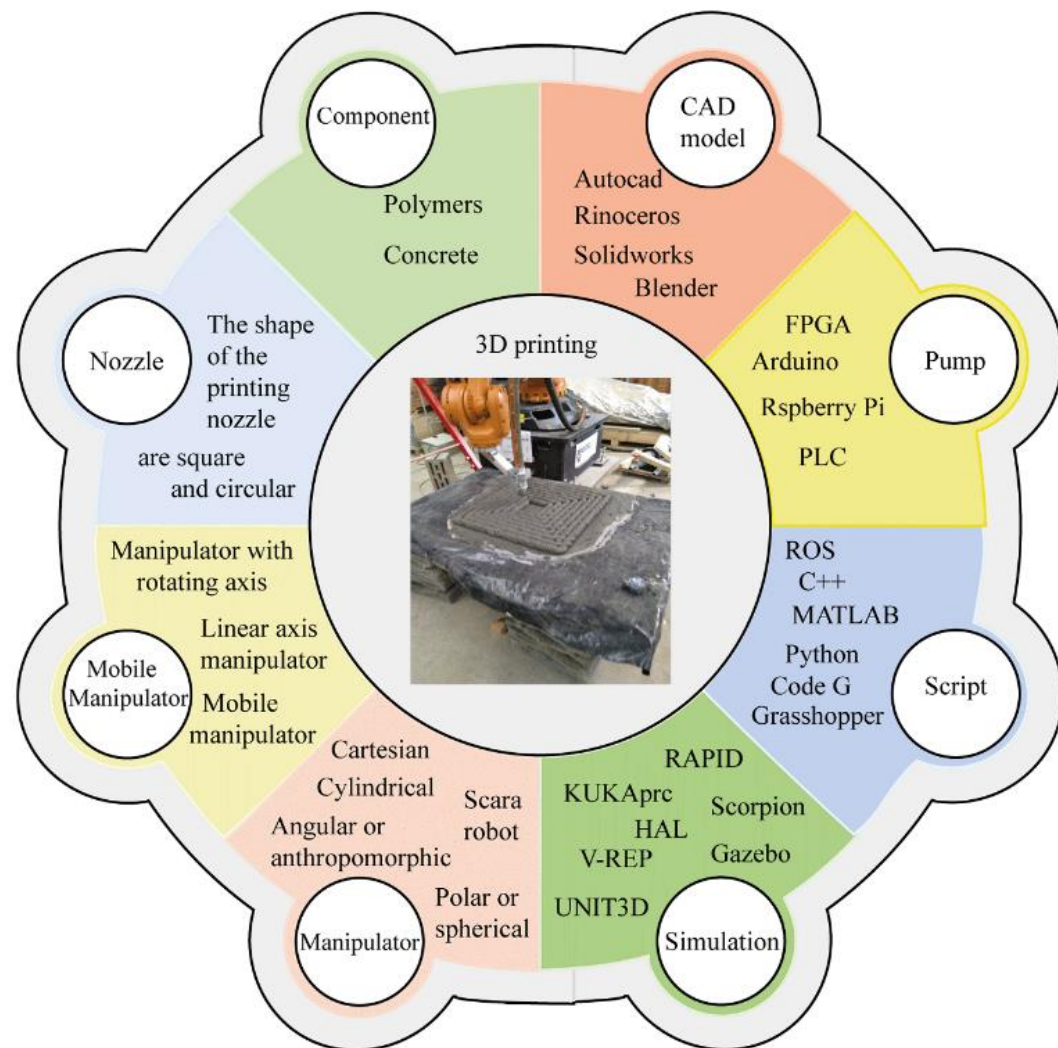 Component
Polymers
Concrete
CAD
model
Autocad
Rinoceros
Solidworks
Blender
Pump
FPGA
Arduino
Rspberry Pi
PLC
Script
ROS
C++
MATLAB
Python
Code G
Grasshopper
Simulation
RAPID
KUKAprc
Scorpion
HAL
V-REP
Gazebo
UNIT3D
Manipulator
Cartesian
Cylindrical
Scara
robot
Angular or
anthropomorphic
Polar or
spherical
Mobile
Manipulator
Manipulator with
rotating axis
Linear axis
manipulator
Mobile
manipulator
Nozzle
The shape
of the
printing
nozzle
are square
and circular
3D printing